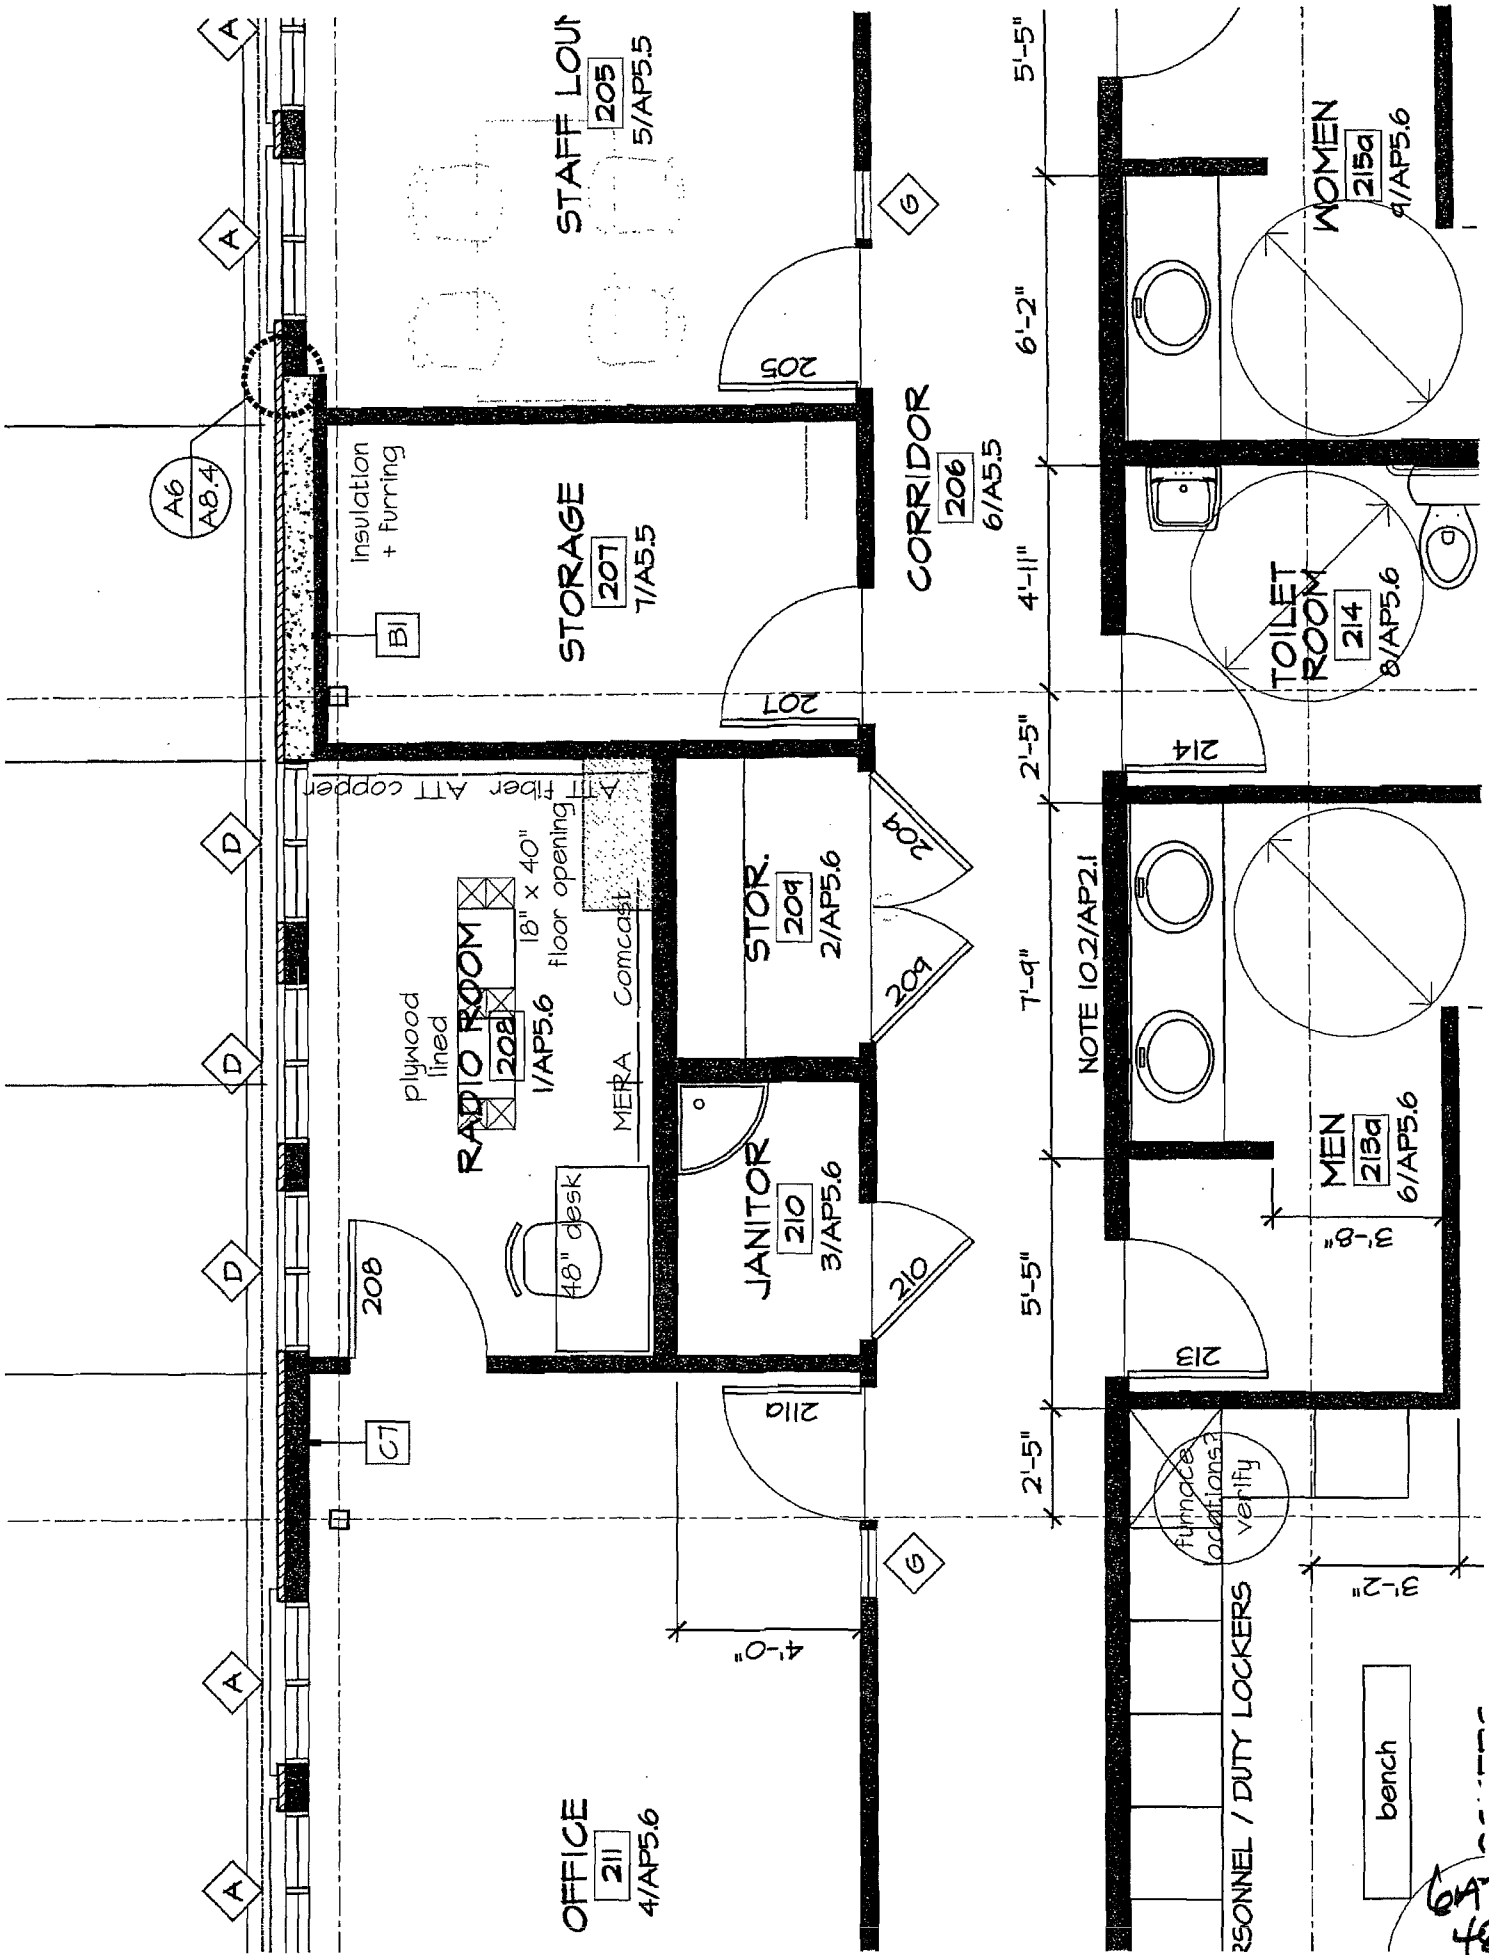 A
A
A6
A8.4
D
D
D
A
A
STAFF LOUN
205
5/AP5.5
205
G
insulation
+ furring
B1
STORAGE
207
7/A5.5
207
CORRIDOR
206
6/A5.5
ATT copper
ATT fiber
18" x 40"
floor opening
plywood
lined
RADIO ROOM
208
1/AP5.6
MERA
Comcast
48" desk
208
STOR.
209
2/AP5.6
209
209
JANITOR
210
3/AP5.6
210
C7
OFFICE
211
4/AP5.6
211a
4'-0"
G
5'-5"
6'-2"
4'-11"
2'-5"
7'-9"
5'-5"
2'-5"
NOTE 10.2/AP2.1
WOMEN
215a
9/AP5.6
TOILET
ROOM
214
8/AP5.6
214
MEN
213a
6/AP5.6
3'-8"
213
furnace
locations?
verify
3'-2"
RSONNEL / DUTY LOCKERS
bench